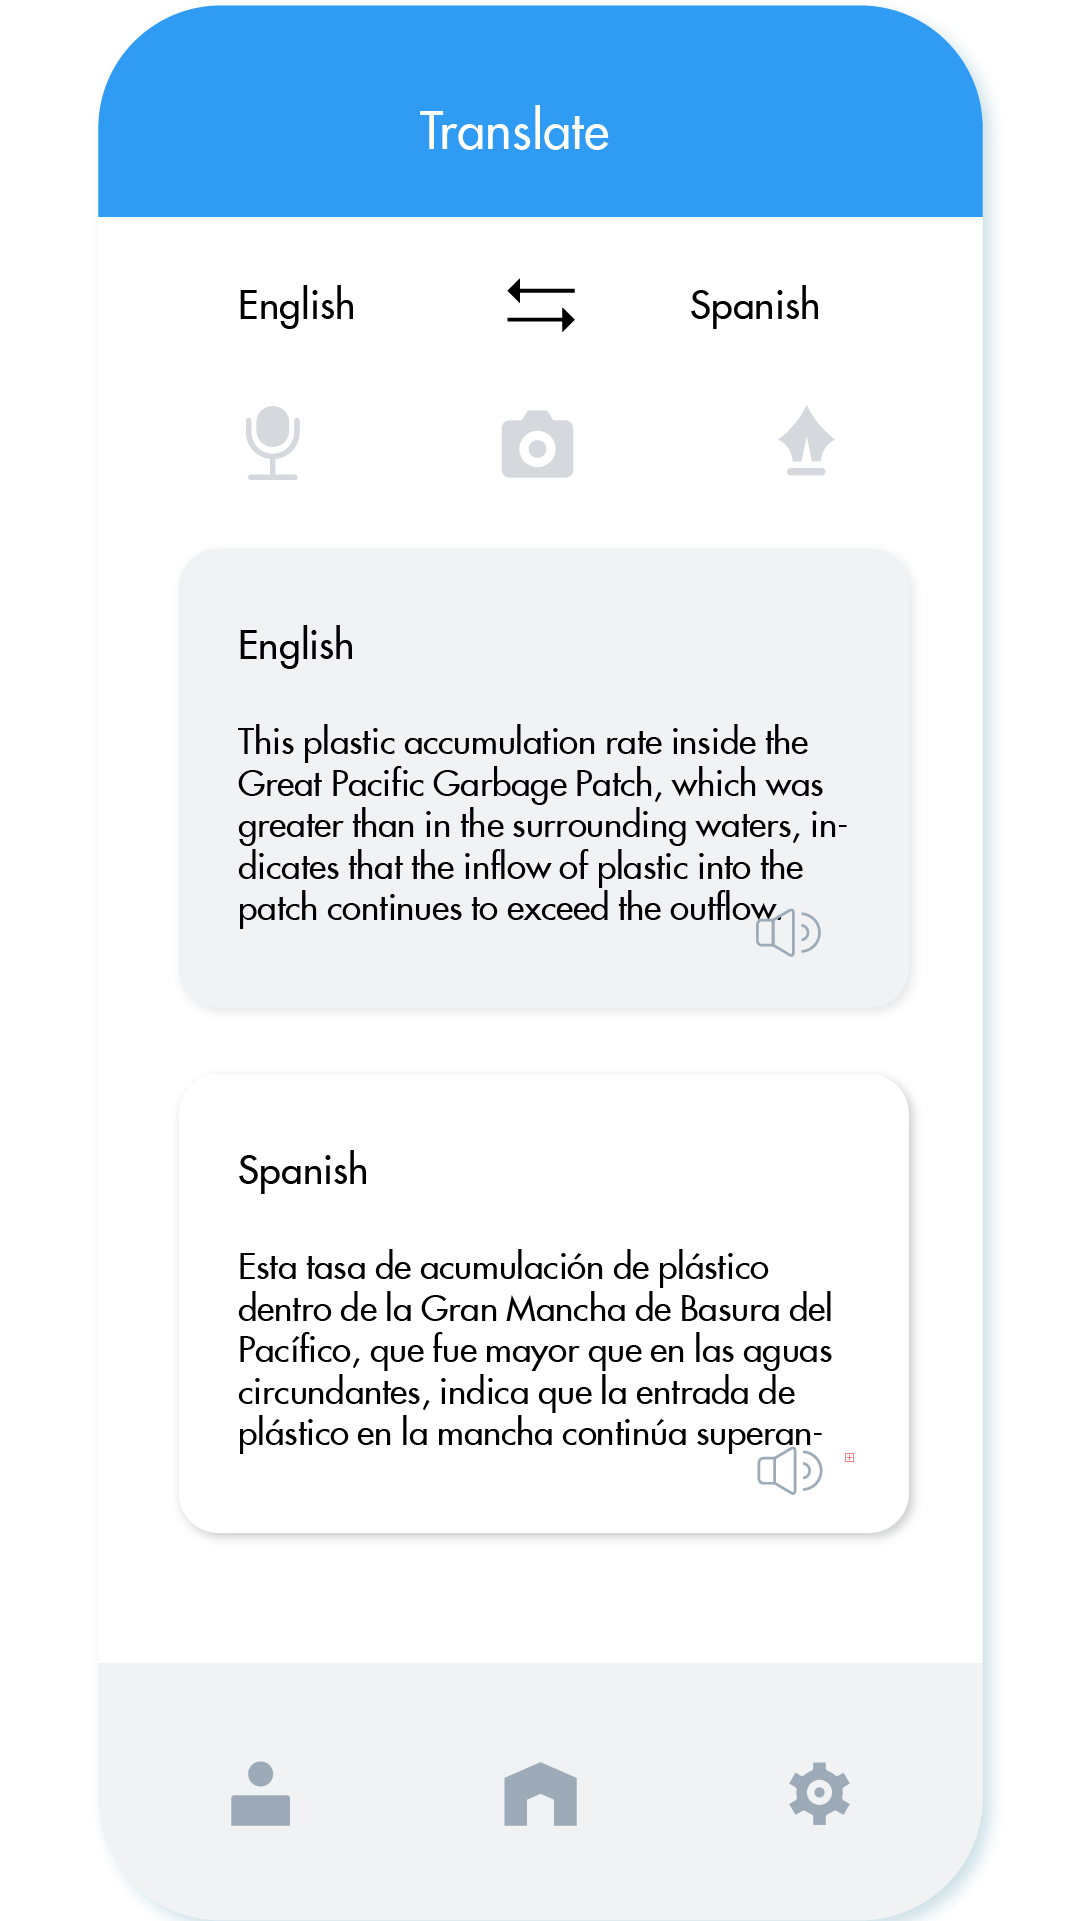 Translate
English Spanish
English
This plastic accumulation rate inside the
Great Pacific Garbage Patch, which was
greater than in the surrounding waters, in-
dicates that the inflow of plastic into the
patch continues to exceed the outflow.
Spanish
Esta tasa de acumulación de plástico
dentro de la Gran Mancha de Basura del
Pacífico, que fue mayor que en las aguas
circundantes, indica que la entrada de
plástico en la mancha continúa superan-